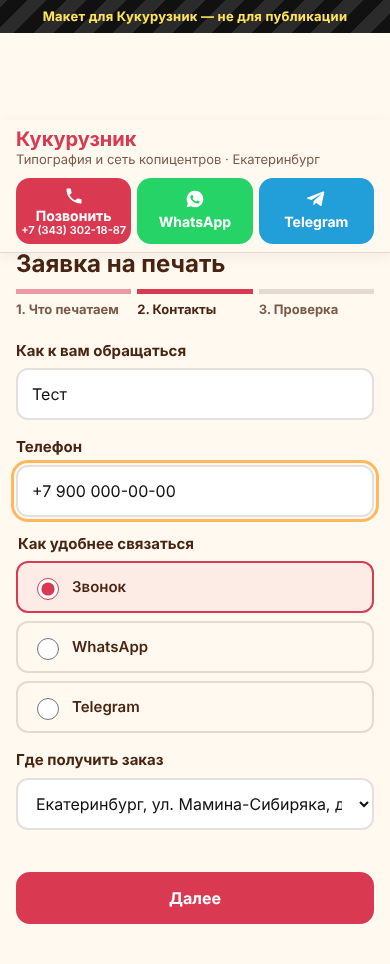 Макет для Кукурузник — не для публикации
Кукурузник
Типография и сеть копицентров · Екатеринбург
Позвонить
+7 (343) 302-18-87
WhatsApp
Telegram
Заявка на печать
1. Что печатаем
2. Контакты
3. Проверка
Как к вам обращаться
Тест
Телефон
+7 900 000-00-00
Как удобнее связаться
Звонок
WhatsApp
Telegram
Где получить заказ
Екатеринбург, ул. Мамина-Сибиряка, д
Далее